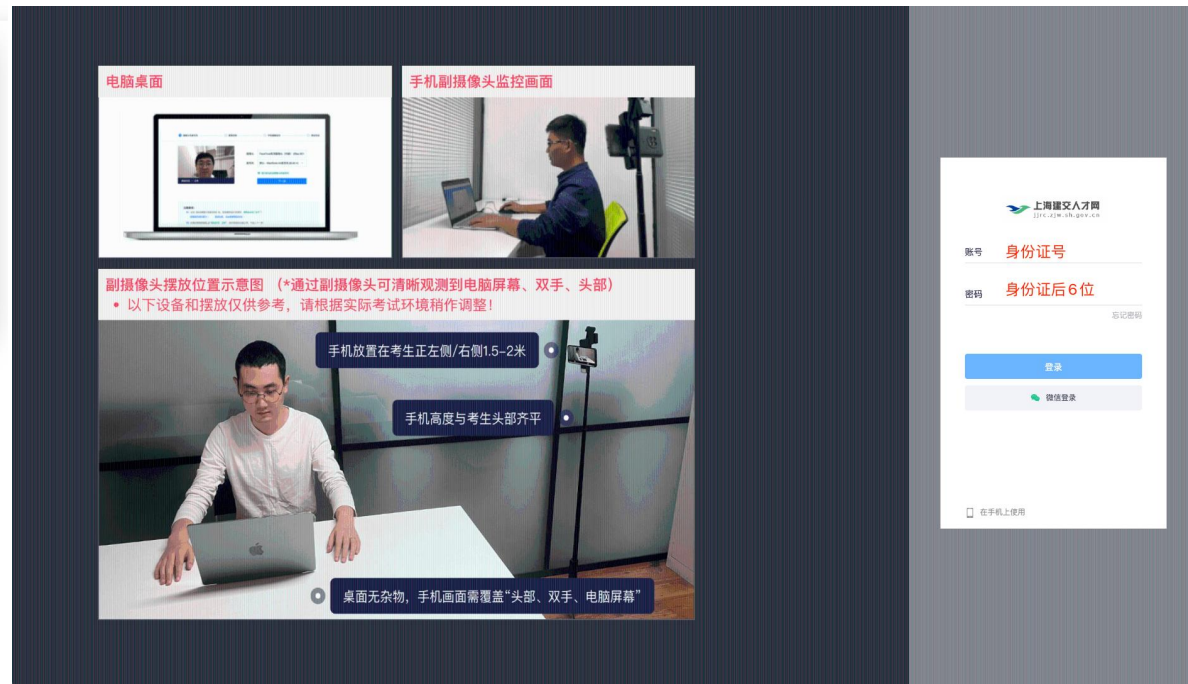 电脑桌面
手机副摄像头监控画面
副摄像头摆放位置示意图 （*通过副摄像头可清晰观测到电脑屏幕、双手、头部）
• 以下设备和摆放仅供参考，请根据实际考试环境稍作调整！
手机放置在考生正左侧/右侧1.5-2米
手机高度与考生头部齐平
桌面无杂物，手机画面需覆盖“头部、双手、电脑屏幕”
上海建交人才网
jjrc.zjw.sh.gov.cn
账号 身份证号
密码 身份证后6位
忘记密码
登录
微信登录
在手机上使用